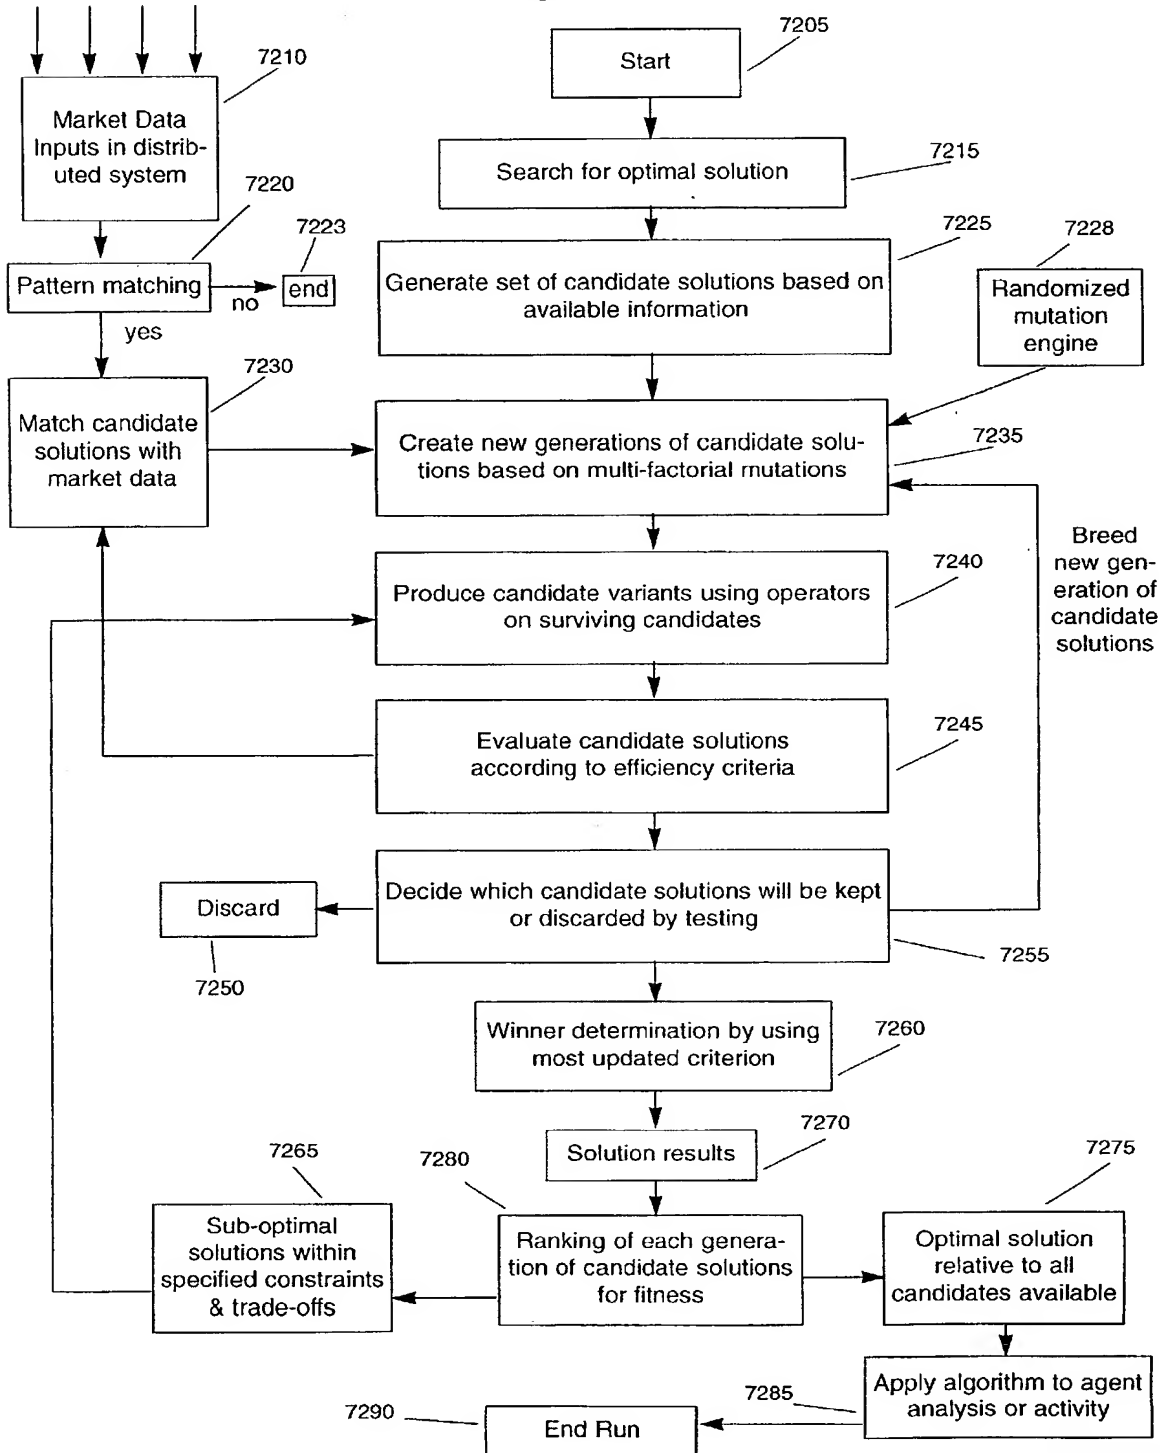 7205
Start
7210
Market Data
Inputs in distrib-
uted system
7215
Search for optimal solution
7220
7223
Pattern matching
no
end
yes
7225
Generate set of candidate solutions based on
available information
7228
Randomized
mutation
engine
7230
Match candidate
solutions with
market data
Create new generations of candidate solu-
tions based on multi-factorial mutations
7235
Breed
new gen-
eration of
candidate
solutions
7240
Produce candidate variants using operators
on surviving candidates
7245
Evaluate candidate solutions
according to efficiency criteria
Discard
7250
Decide which candidate solutions will be kept
or discarded by testing
7255
Winner determination by using
most updated criterion
7260
Solution results
7270
7265
Sub-optimal
solutions within
specified constraints
& trade-offs
7280
Ranking of each genera-
tion of candidate solutions
for fitness
7275
Optimal solution
relative to all
candidates available
Apply algorithm to agent
analysis or activity
7285
7290
End Run